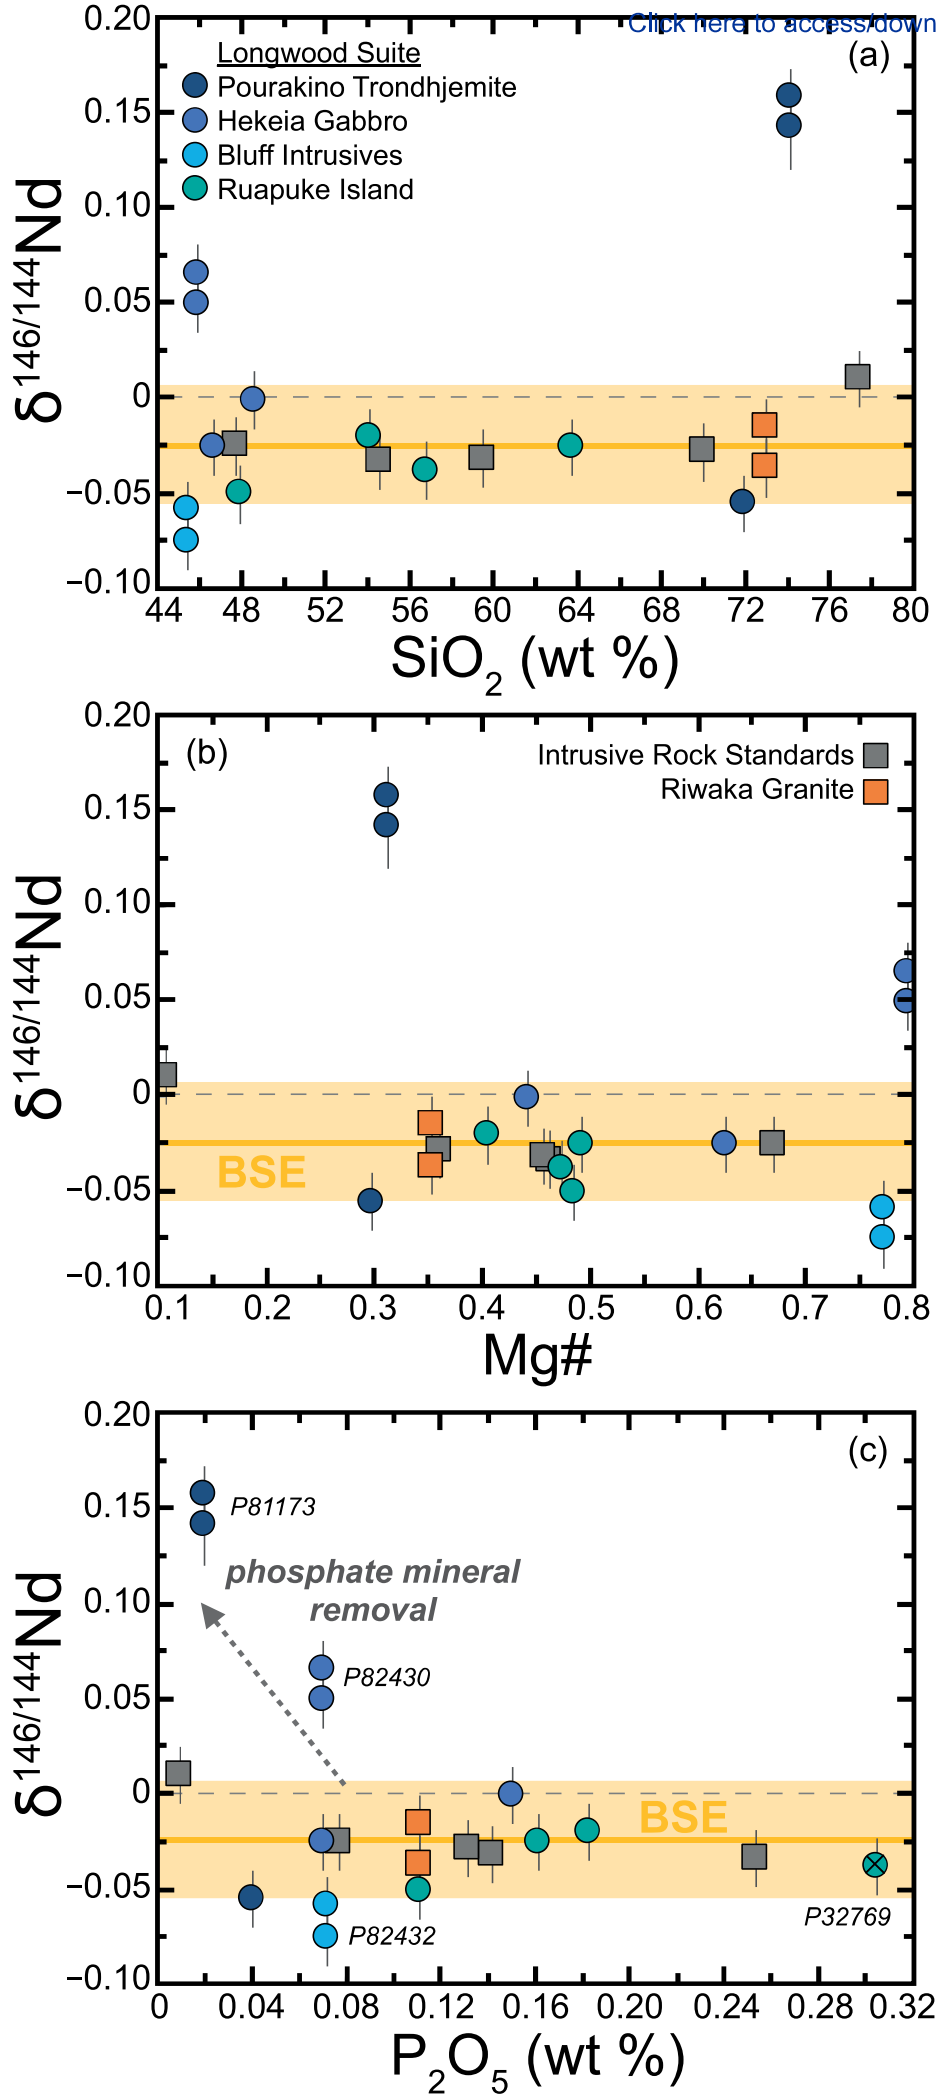 Click here to access/down
0.20
(a)
Longwood Suite
Pourakino Trondhjemite
Hekeia Gabbro
Bluff Intrusives
Ruapuke Island
0.15
0.10
0.05
0
−0.05
−0.10
δ146/144Nd
44 48 52 56 60 64 68 72 76 80
SiO2 (wt %)
0.20
(b)
Intrusive Rock Standards
Riwaka Granite
0.15
0.10
0.05
0
−0.05
−0.10
δ146/144Nd
BSE
0.1 0.2 0.3 0.4 0.5 0.6 0.7 0.8
Mg#
0.20
(c)
0.15
0.10
0.05
0
−0.05
−0.10
δ146/144Nd
P81173
phosphate mineral
removal
P82430
BSE
P32769
P82432
0 0.04 0.08 0.12 0.16 0.20 0.24 0.28 0.32
P2O5 (wt %)